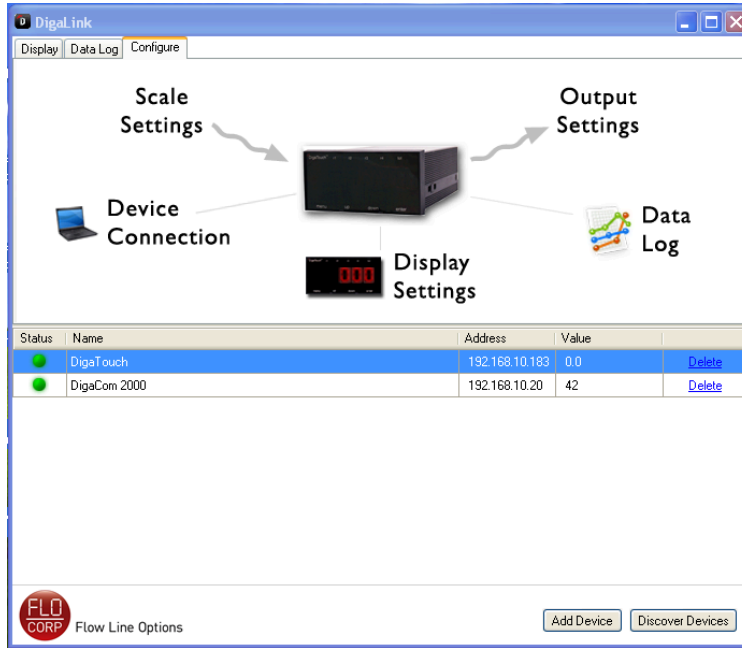 DigaLink
Display Data Log Configure
Scale
Settings
Output
Settings
DigaTouch
Device
Connection
000
Display
Settings
Data
Log
Status Name Address Value
DigaTouch 192.168.10.183 0.0 Delete
DigaCom 2000 192.168.10.20 42 Delete
FLO
CORP
Flow Line Options
Add Device Discover Devices